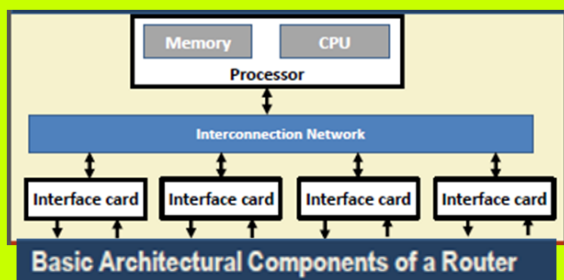 Memory CPU
Processor
Interconnection Network
Interface card Interface card Interface card Interface card
Basic Architectural Components of a Router